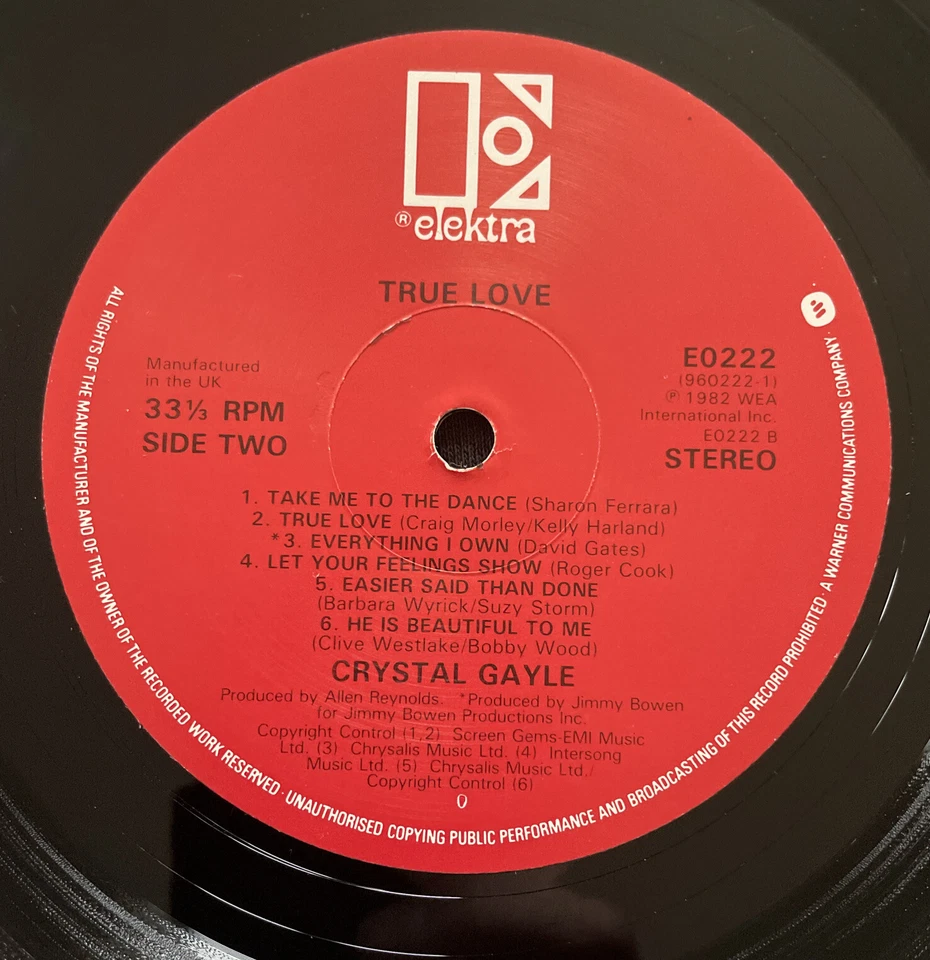 ® elektra
TRUE LOVE
Manufactured
in the UK
33⅓ RPM
SIDE TWO
E0222
(960222-1)
℗ 1982 WEA
International Inc.
E0222 B
STEREO
1. TAKE ME TO THE DANCE (Sharon Ferrara)
2. TRUE LOVE (Craig Morley/Kelly Harland)
*3. EVERYTHING I OWN (David Gates)
4. LET YOUR FEELINGS SHOW (Roger Cook)
5. EASIER SAID THAN DONE
(Barbara Wyrick/Suzy Storm)
6. HE IS BEAUTIFUL TO ME
(Clive Westlake/Bobby Wood)
CRYSTAL GAYLE
Produced by Allen Reynolds. *Produced by Jimmy Bowen
for Jimmy Bowen Productions Inc.
Copyright Control (1,2) Screen Gems-EMI Music
Ltd. (3) Chrysalis Music Ltd. (4) Intersong
Music Ltd. (5) Chrysalis Music Ltd./
Copyright Control (6)
0
ALL RIGHTS OF THE MANUFACTURER AND OF THE OWNER OF THE RECORDED WORK RESERVED · UNAUTHORISED COPYING PUBLIC PERFORMANCE AND BROADCASTING OF THIS RECORD PROHIBITED · A WARNER COMMUNICATIONS COMPANY ·